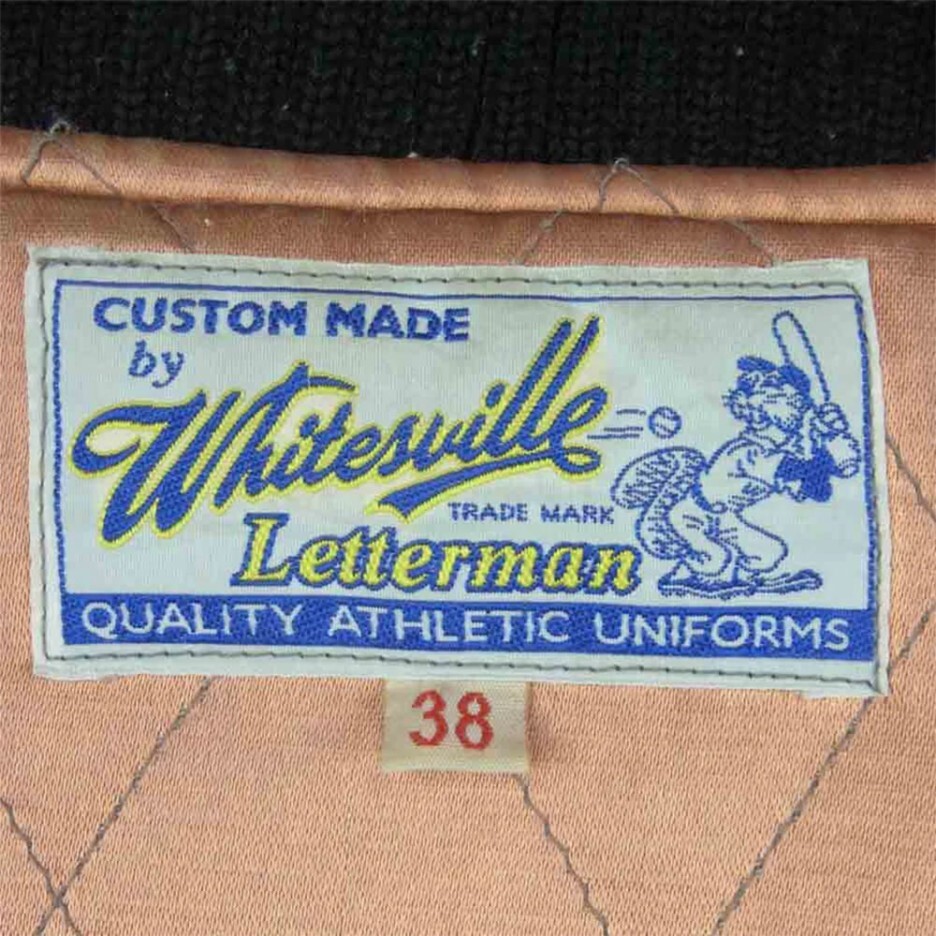 CUSTOM MADE
by
Whitesville
TRADE MARK
Letterman
QUALITY ATHLETIC UNIFORMS
38